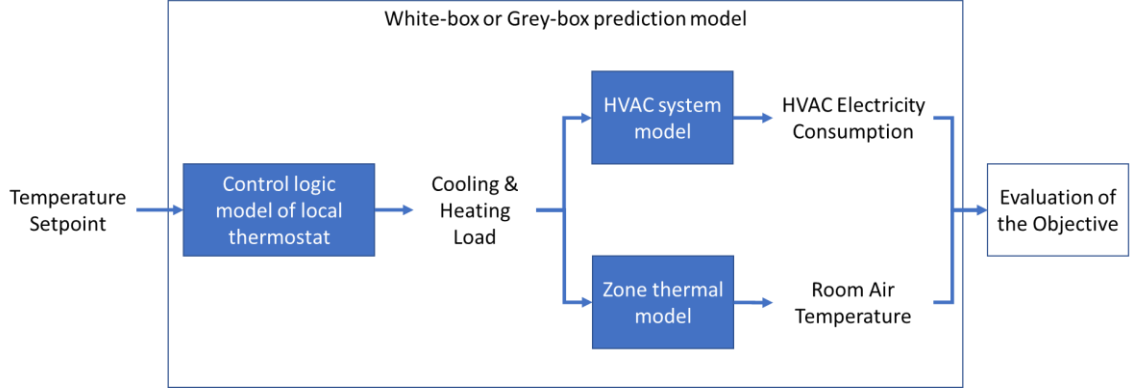 White-box or Grey-box prediction model
Temperature
Setpoint
Control logic
model of local
thermostat
Cooling &
Heating
Load
HVAC system
model
HVAC Electricity
Consumption
Zone thermal
model
Room Air
Temperature
Evaluation of
the Objective